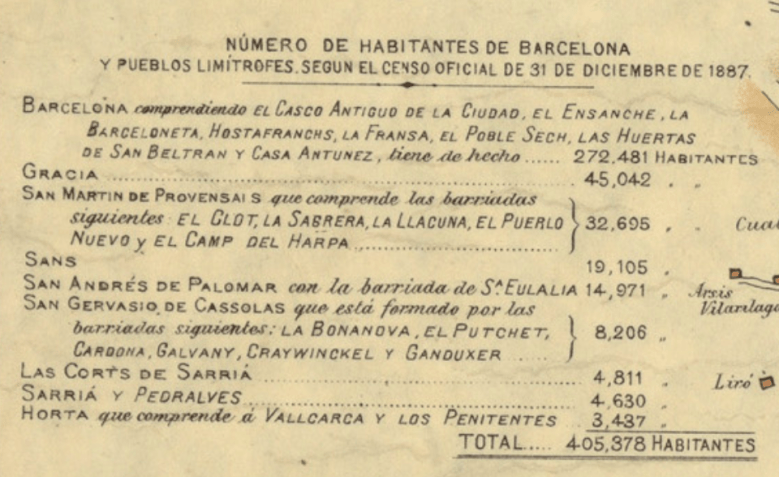 NÚMERO DE HABITANTES DE BARCELONA
Y PUEBLOS LIMÍTROFES. SEGUN EL CENSO OFICIAL DE 31 DE DICIEMBRE DE 1887.
BARCELONA comprendiendo EL CASCO ANTIGUO DE LA CIUDAD, EL ENSANCHE, LA
BARCELONETA, HOSTAFRANCHS, LA FRANSA, EL POBLE SECH, LAS HUERTAS
DE SAN BELTRAN Y CASA ANTUNEZ, tiene de hecho ..... 272,481 HABITANTES
GRACIA ..... 45,042 „ „
SAN MARTIN DE PROVENSALS que comprende las barriadas
siguientes: EL CLOT, LA SAGRERA, LA LLACUNA, EL PUEBLO } 32,695 „ „ Cual
NUEVO y EL CAMP DEL HARPA .....
SANS 19,105 „
SAN ANDRÉS DE PALOMAR con la barriada de Sᵗᴬ EULALIA 14,971 „ Arsis
Vilarilaga
SAN GERVASIO DE CASSOLAS que está formado por las
barriadas siguientes: LA BONANOVA, EL PUTCHET, } 8,206 „
CARDONA, GALVANY, CRAYWINCKEL Y GANDUXER .....
LAS CORTS DE SARRIÁ ..... 4,811 „ Liró
SARRIÁ Y PEDRALVES ..... 4,630 „
HORTA que comprende á VALLCARCA Y LOS PENITENTES 3,437 „
TOTAL ..... 405,378 HABITANTES